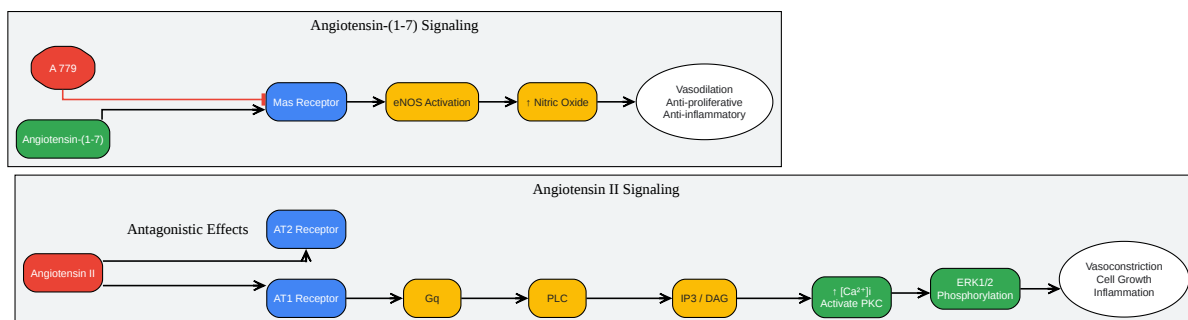 Angiotensin-(1-7) Signaling
A 779
Angiotensin-(1-7)
Mas Receptor
eNOS Activation
↑ Nitric Oxide
Vasodilation
Anti-proliferative
Anti-inflammatory
Angiotensin II Signaling
Antagonistic Effects
AT2 Receptor
Angiotensin II
AT1 Receptor
Gq
PLC
IP3 / DAG
↑ [Ca²⁺]i
Activate PKC
ERK1/2
Phosphorylation
Vasoconstriction
Cell Growth
Inflammation